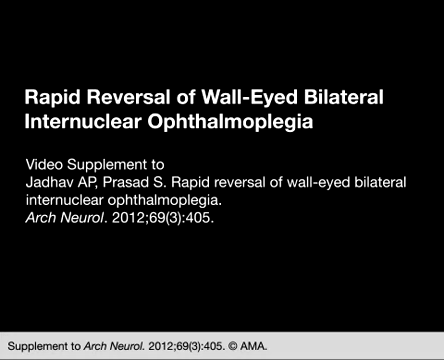 Rapid Reversal of Wall-Eyed Bilateral
Internuclear Ophthalmoplegia
Video Supplement to
Jadhav AP, Prasad S. Rapid reversal of wall-eyed bilateral
internuclear ophthalmoplegia.
Arch Neurol. 2012;69(3):405.
Supplement to Arch Neurol. 2012;69(3):405. © AMA.